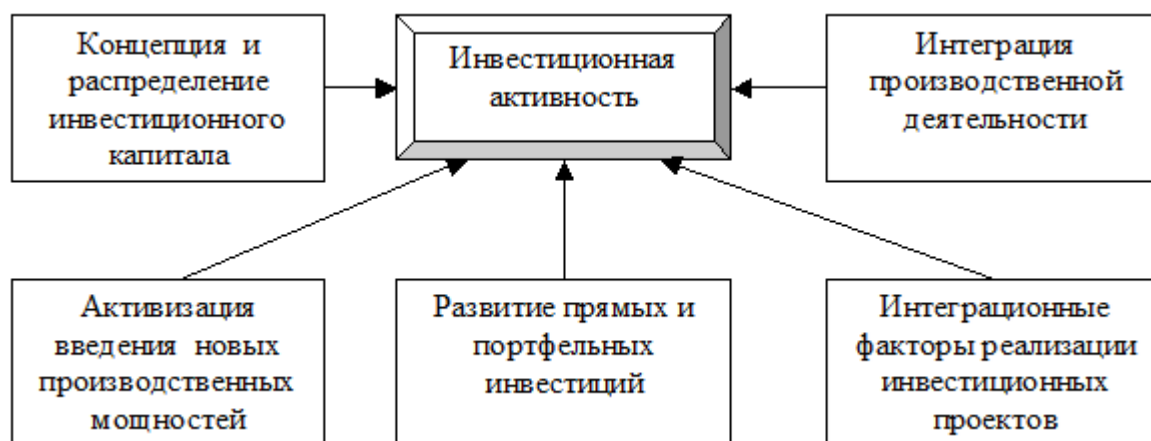 Концепция и
распределение
инвестиционного
капитала
Инвестиционная
активность
Интеграция
производственной
деятельности
Активизация
введения новых
производственных
мощностей
Развитие прямых и
портфельных
инвестиций
Интеграционные
факторы реализации
инвестиционных
проектов